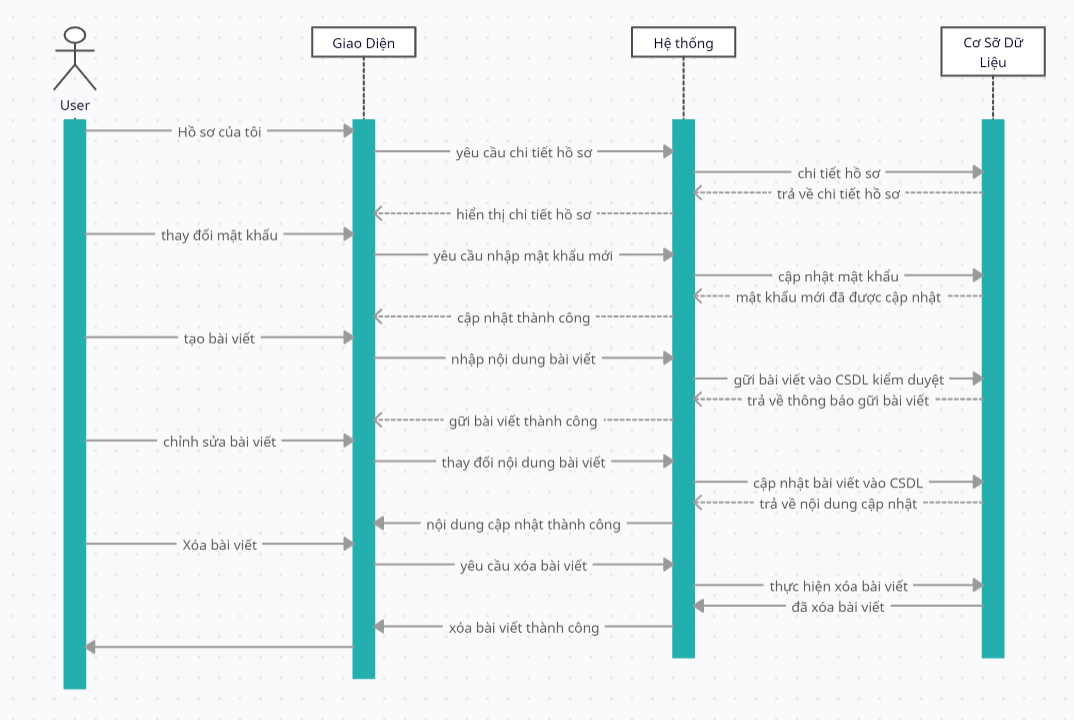 User
Giao Diện
Hệ thống
Cơ Sỡ Dữ
Liệu
Hồ sơ của tôi
yêu cầu chi tiết hồ sơ
chi tiết hồ sơ
trả về chi tiết hồ sơ
hiển thị chi tiết hồ sơ
thay đổi mật khẩu
yêu cầu nhập mật khẩu mới
cập nhật mật khẩu
mật khẩu mới đã được cập nhật
cập nhật thành công
tạo bài viết
nhập nội dung bài viết
gữi bài viết vào CSDL kiểm duyệt
trả về thông báo gữi bài viết
gữi bài viết thành công
chỉnh sửa bài viết
thay đổi nội dung bài viết
cập nhật bài viết vào CSDL
trả về nội dung cập nhật
nội dung cập nhật thành công
Xóa bài viết
yêu cầu xóa bài viết
thực hiện xóa bài viết
đã xóa bài viết
xóa bài viết thành công